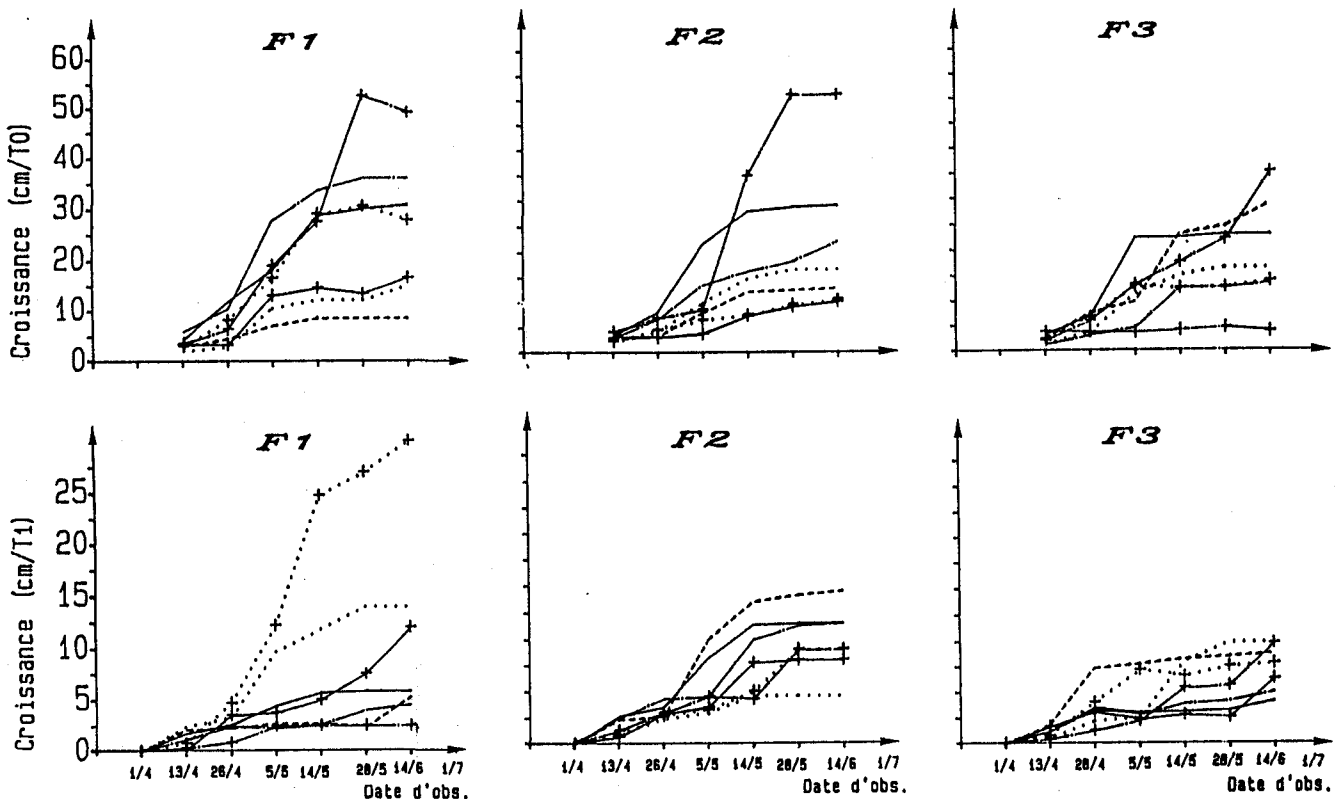 F1 F2 F3
Croissance (cm/T0)
60
50
40
30
20
10
0
F1 F2 F3
Croissance (cm/T1)
25
20
15
10
5
0
1/4 13/4 26/4 5/5 14/5 28/5 14/6 1/7
Date d'obs.
1/4 13/4 26/4 5/5 14/5 28/5 14/6 1/7
Date d'obs.
1/4 13/4 28/4 5/5 14/5 28/5 14/6 1/7
Date d'obs.